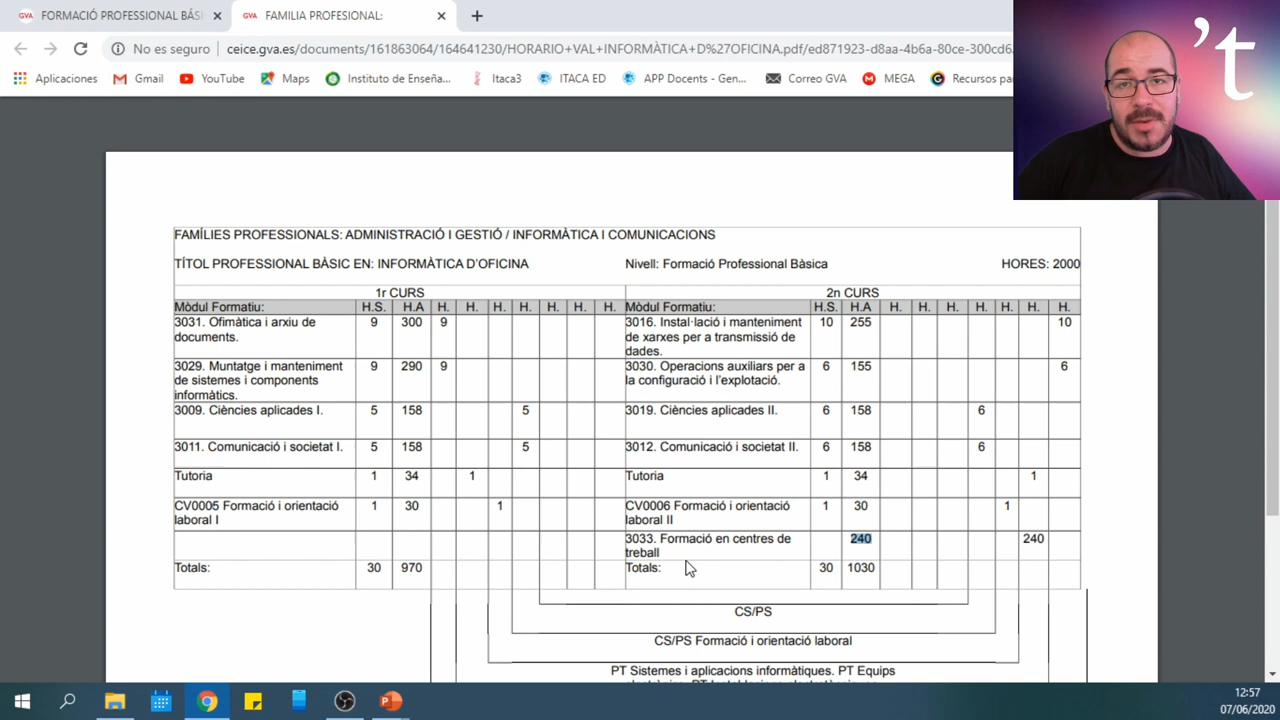 GVA FORMACIÓ PROFESSIONAL BÀSI
GVA FAMILIA PROFESIONAL:
No es seguro
ceice.gva.es/documents/161863064/164641230/HORARIO+VAL+INFORMÀTICA+D%27OFICINA.pdf/ed871923-d8aa-4b6a-80ce-300cd6
Aplicaciones
Gmail
YouTube
Maps
Instituto de Enseña...
Itaca3
ITACA ED
APP Docents - Gen...
Correo GVA
MEGA
Recursos pa
't
FAMÍLIES PROFESSIONALS: ADMINISTRACIÓ I GESTIÓ / INFORMÀTICA I COMUNICACIONS
TÍTOL PROFESSIONAL BÀSIC EN: INFORMÀTICA D'OFICINA Nivell: Formació Professional Bàsica HORES: 2000
1r CURS 2n CURS
Mòdul Formatiu: H.S. H.A H. H. H. H. H. H. H. Mòdul Formatiu: H.S. H.A H. H. H. H. H. H. H.
3031. Ofimàtica i arxiu de 9 300 9 3016. Instal·lació i manteniment 10 255 10
documents. de xarxes per a transmissió de
dades.
3029. Muntatge i manteniment 9 290 9 3030. Operacions auxiliars per a 6 155 6
de sistemes i components la configuració i l'explotació.
informàtics.
3009. Ciències aplicades I. 5 158 5 3019. Ciències aplicades II. 6 158 6
3011. Comunicació i societat I. 5 158 5 3012. Comunicació i societat II. 6 158 6
Tutoria 1 34 1 Tutoria 1 34 1
CV0005 Formació i orientació 1 30 1 CV0006 Formació i orientació 1 30 1
laboral I laboral II
3033. Formació en centres de 240 240
treball
Totals: 30 970 Totals: 30 1030
CS/PS
CS/PS Formació i orientació laboral
PT Sistemes i aplicacions informàtiques. PT Equips
12:57
07/06/2020